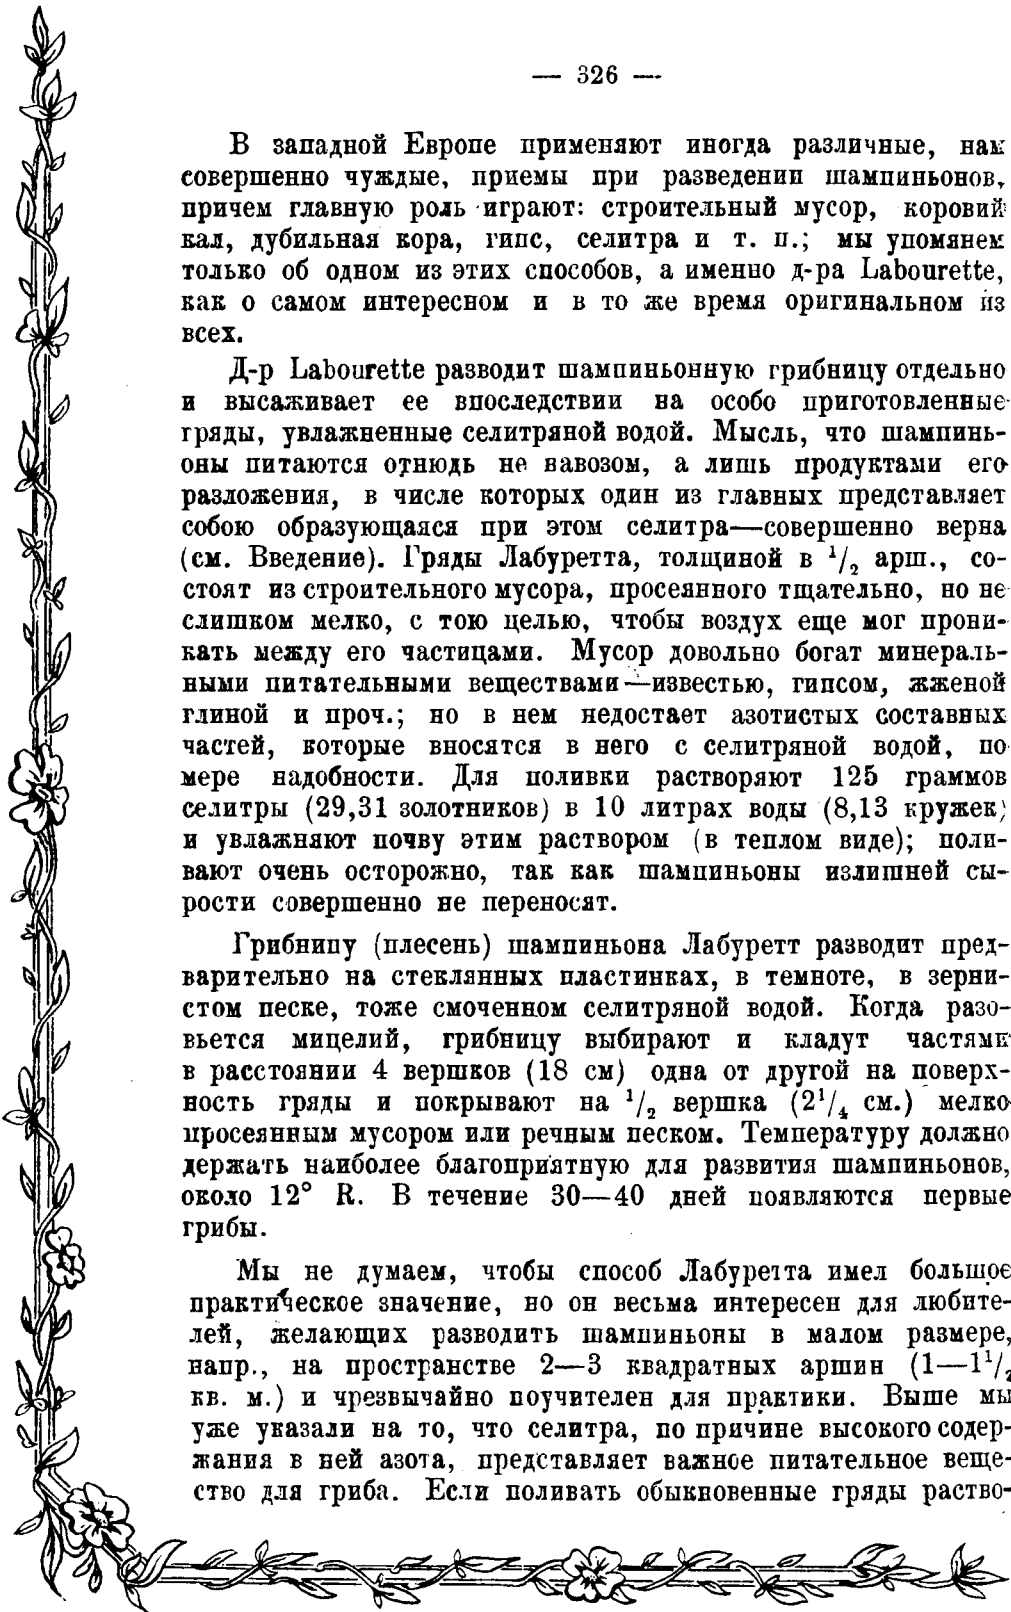 — 326 —
В западной Европе применяют иногда различные, нам
совершенно чуждые, приемы при разведении шампиньонов,
причем главную роль играют: строительный мусор, коровий
кал, дубильная кора, гипс, селитра и т. п.; мы упомянем
только об одном из этих способов, а именно д-ра Labourette,
как о самом интересном и в то же время оригинальном из
всех.
Д-р Labourette разводит шампиньонную грибницу отдельно
и высаживает ее впоследствии на особо приготовленные
гряды, увлажненные селитряной водой. Мысль, что шампинь-
оны питаются отнюдь не навозом, а лишь продуктами его
разложения, в числе которых один из главных представляет
собою образующаяся при этом селитра—совершенно верна
(см. Введение). Гряды Лабуретта, толщиной в 1/2 арш., со-
стоят из строительного мусора, просеянного тщательно, но не
слишком мелко, с тою целью, чтобы воздух еще мог прони-
кать между его частицами. Мусор довольно богат минераль-
ными питательными веществами—известью, гипсом, жженой
глиной и проч.; но в нем недостает азотистых составных
частей, которые вносятся в него с селитряной водой, по
мере надобности. Для поливки растворяют 125 граммов
селитры (29,31 золотников) в 10 литрах воды (8,13 кружек)
и увлажняют почву этим раствором (в теплом виде); поли-
вают очень осторожно, так как шампиньоны излишней сы-
рости совершенно не переносят.
Грибницу (плесень) шампиньона Лабуретт разводит пред-
варительно на стеклянных пластинках, в темноте, в зерни-
стом песке, тоже смоченном селитряной водой. Когда разо-
вьется мицелий, грибницу выбирают и кладут частями
в расстоянии 4 вершков (18 см) одна от другой на поверх-
ность гряды и покрывают на 1/2 вершка (2 1/4 см.) мелко
просеянным мусором или речным песком. Температуру должно
держать наиболее благоприятную для развития шампиньонов,
около 12° R. В течение 30—40 дней появляются первые
грибы.
Мы не думаем, чтобы способ Лабуретта имел большое
практическое значение, но он весьма интересен для любите-
лей, желающих разводить шампиньоны в малом размере,
напр., на пространстве 2—3 квадратных аршин (1—1 1/2
кв. м.) и чрезвычайно поучителен для практики. Выше мы
уже указали на то, что селитра, по причине высокого содер-
жания в ней азота, представляет важное питательное веще-
ство для гриба. Если поливать обыкновенные гряды раство-